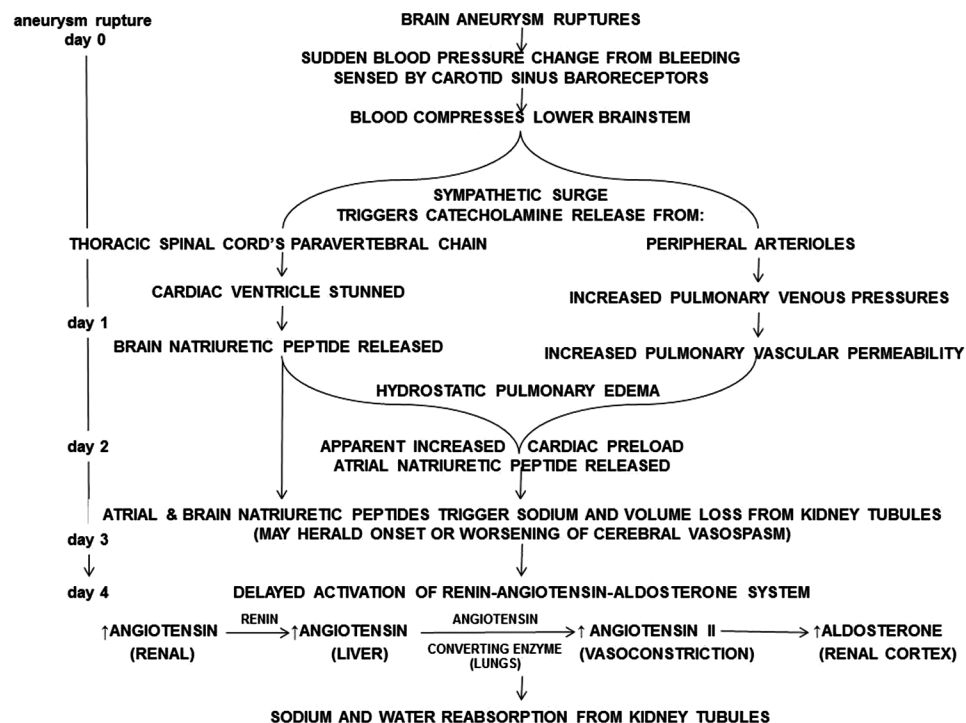 aneurysm rupture
day 0
BRAIN ANEURYSM RUPTURES
SUDDEN BLOOD PRESSURE CHANGE FROM BLEEDING
SENSED BY CAROTID SINUS BARORECEPTORS
BLOOD COMPRESSES LOWER BRAINSTEM
SYMPATHETIC SURGE
TRIGGERS CATECHOLAMINE RELEASE FROM:
THORACIC SPINAL CORD'S PARAVERTEBRAL CHAIN
PERIPHERAL ARTERIOLES
CARDIAC VENTRICLE STUNNED
INCREASED PULMONARY VENOUS PRESSURES
day 1
BRAIN NATRIURETIC PEPTIDE RELEASED
INCREASED PULMONARY VASCULAR PERMEABILITY
HYDROSTATIC PULMONARY EDEMA
day 2
APPARENT INCREASED CARDIAC PRELOAD
ATRIAL NATRIURETIC PEPTIDE RELEASED
ATRIAL & BRAIN NATRIURETIC PEPTIDES TRIGGER SODIUM AND VOLUME LOSS FROM KIDNEY TUBULES
(MAY HERALD ONSET OR WORSENING OF CEREBRAL VASOSPASM)
day 3
day 4
DELAYED ACTIVATION OF RENIN-ANGIOTENSIN-ALDOSTERONE SYSTEM
↑ANGIOTENSIN
(RENAL)
RENIN
↑ANGIOTENSIN
(LIVER)
ANGIOTENSIN
CONVERTING ENZYME
(LUNGS)
↑ ANGIOTENSIN II
(VASOCONSTRICTION)
↑ALDOSTERONE
(RENAL CORTEX)
SODIUM AND WATER REABSORPTION FROM KIDNEY TUBULES